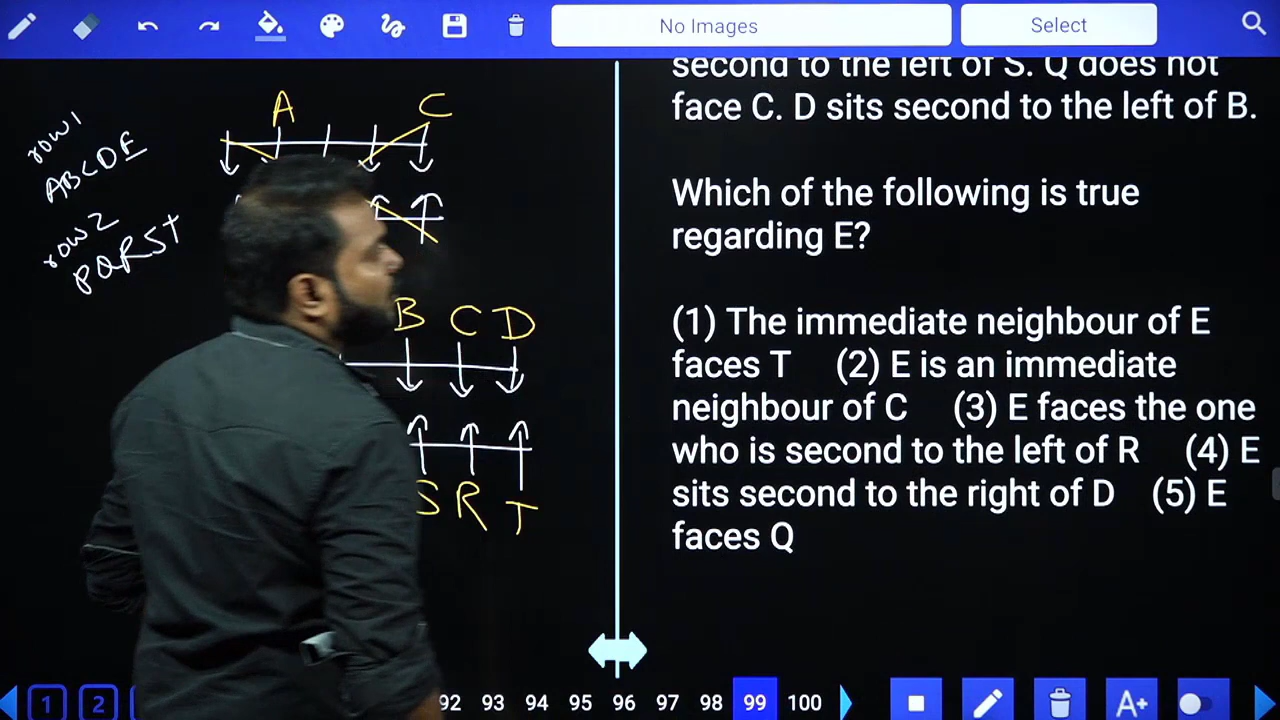 No Images
Select
second to the left of S. Q does not
face C. D sits second to the left of B.
Which of the following is true
regarding E?
(1) The immediate neighbour of E
faces T (2) E is an immediate
neighbour of C (3) E faces the one
who is second to the left of R (4) E
sits second to the right of D (5) E
faces Q
A C
row1
ABCDE
row2
PQRST
B C D
S R T
1 2 92 93 94 95 96 97 98 99 100
A+